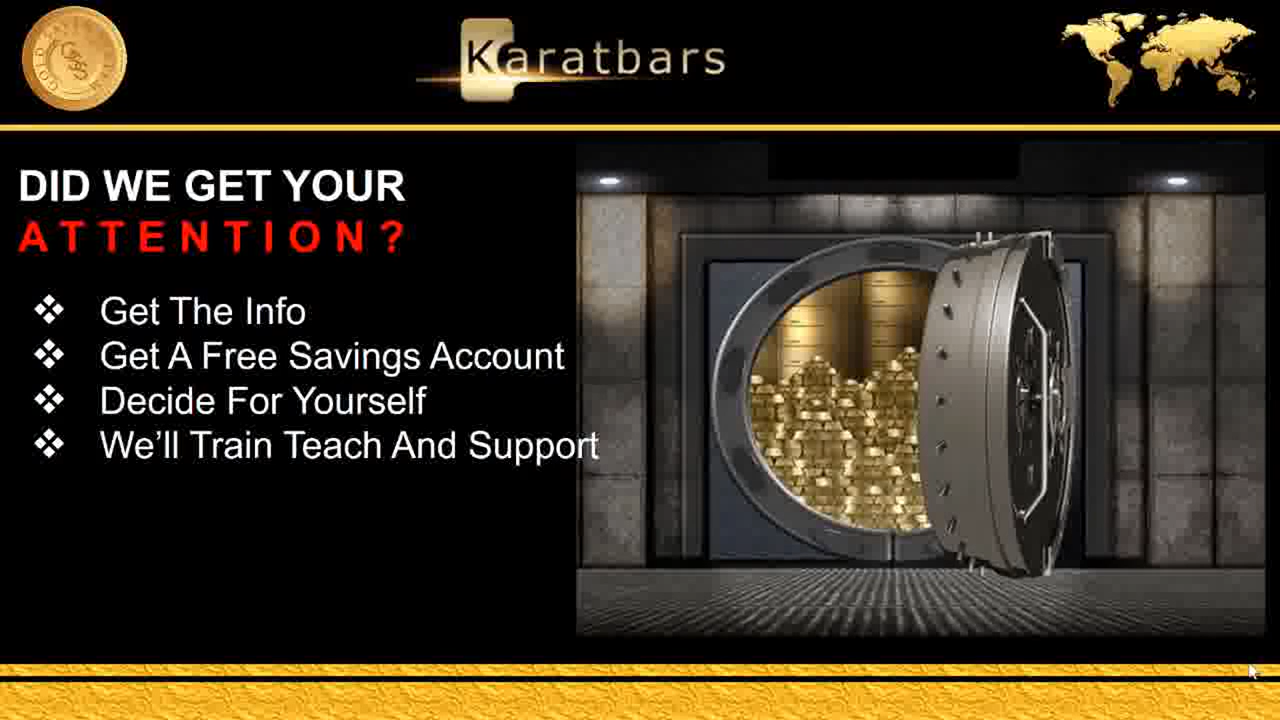 Karatbars
DID WE GET YOUR
ATTENTION?
❖ Get The Info
❖ Get A Free Savings Account
❖ Decide For Yourself
❖ We’ll Train Teach And Support